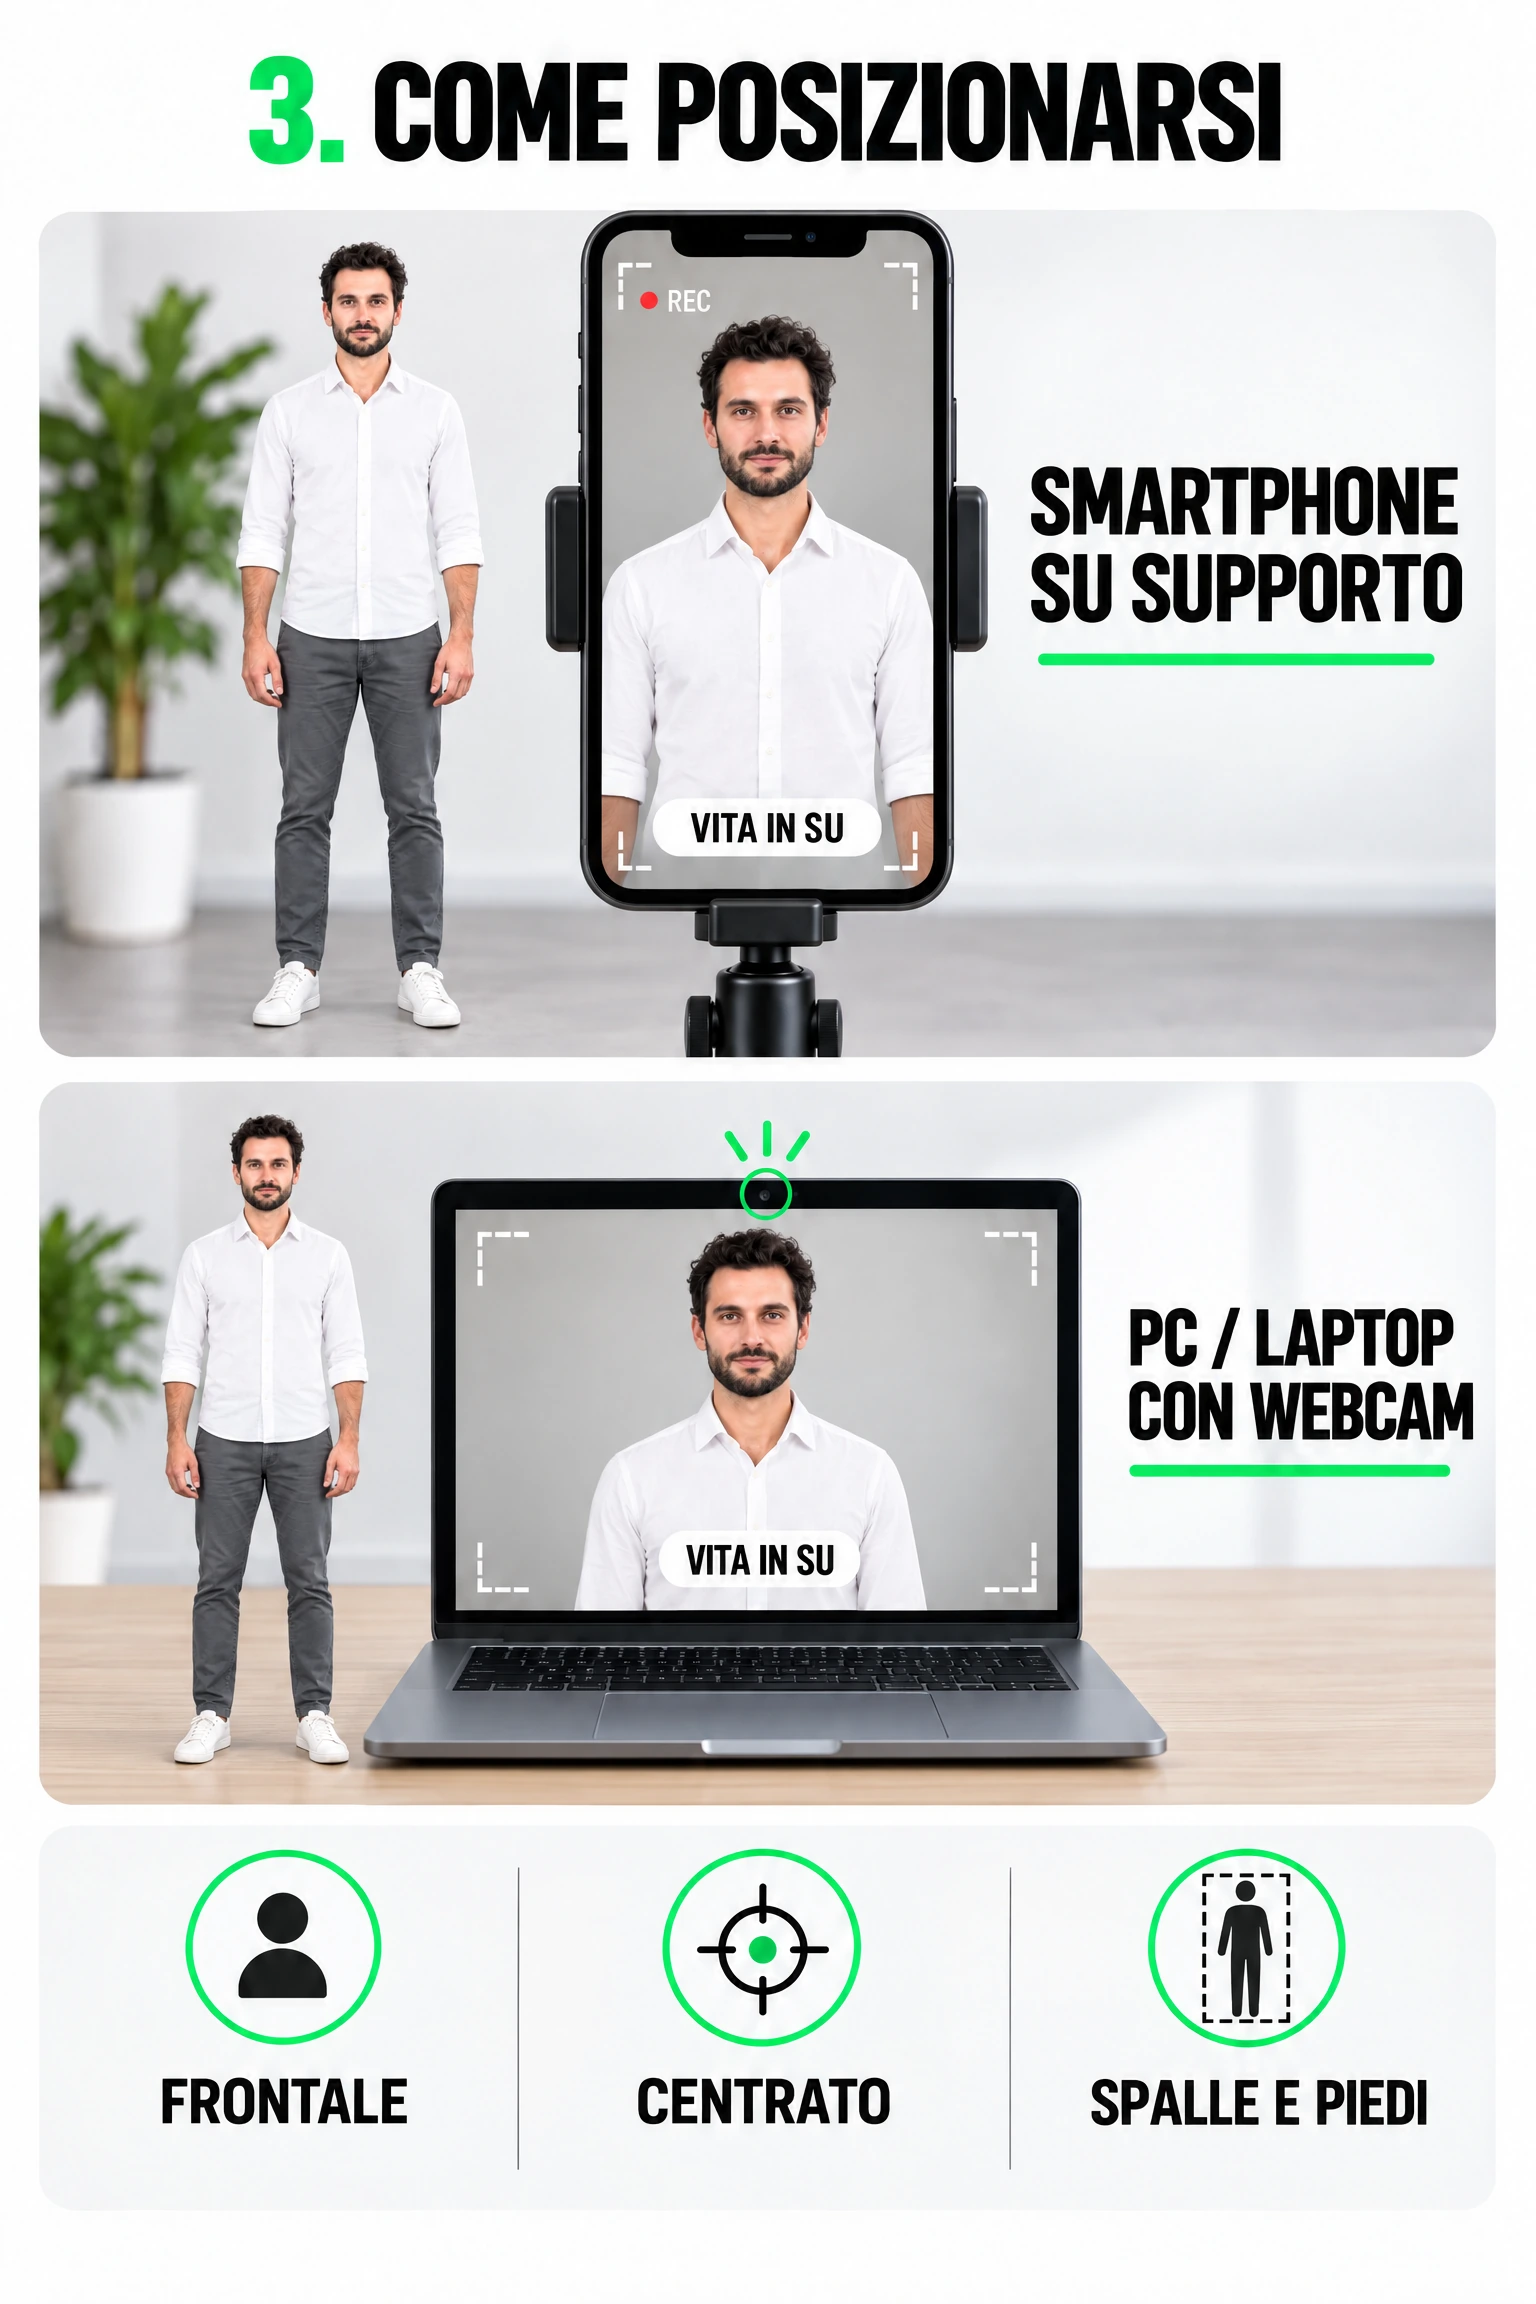 3. COME POSIZIONARSI
REC
SMARTPHONE
SU SUPPORTO
VITA IN SU
PC / LAPTOP
CON WEBCAM
VITA IN SU
FRONTALE
CENTRATO
SPALLE E PIEDI